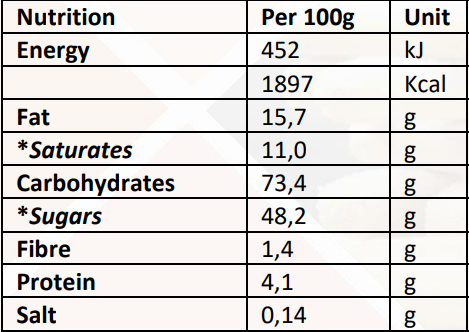 Nutrition Per 100g Unit
Energy 452 kJ
1897 Kcal
Fat 15,7 g
*Saturates 11,0 g
Carbohydrates 73,4 g
*Sugars 48,2 g
Fibre 1,4 g
Protein 4,1 g
Salt 0,14 g